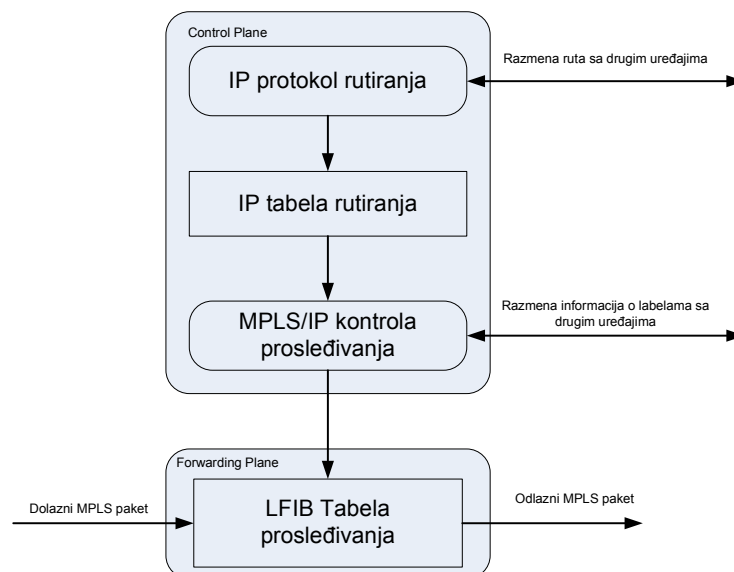 Control Plane
IP protokol rutiranja
Razmena ruta sa drugim uređajima
IP tabela rutiranja
MPLS/IP kontrola
prosleđivanja
Razmena informacija o labelama sa
drugim uređajima
Forwarding Plane
Dolazni MPLS paket
LFIB Tabela
prosleđivanja
Odlazni MPLS paket